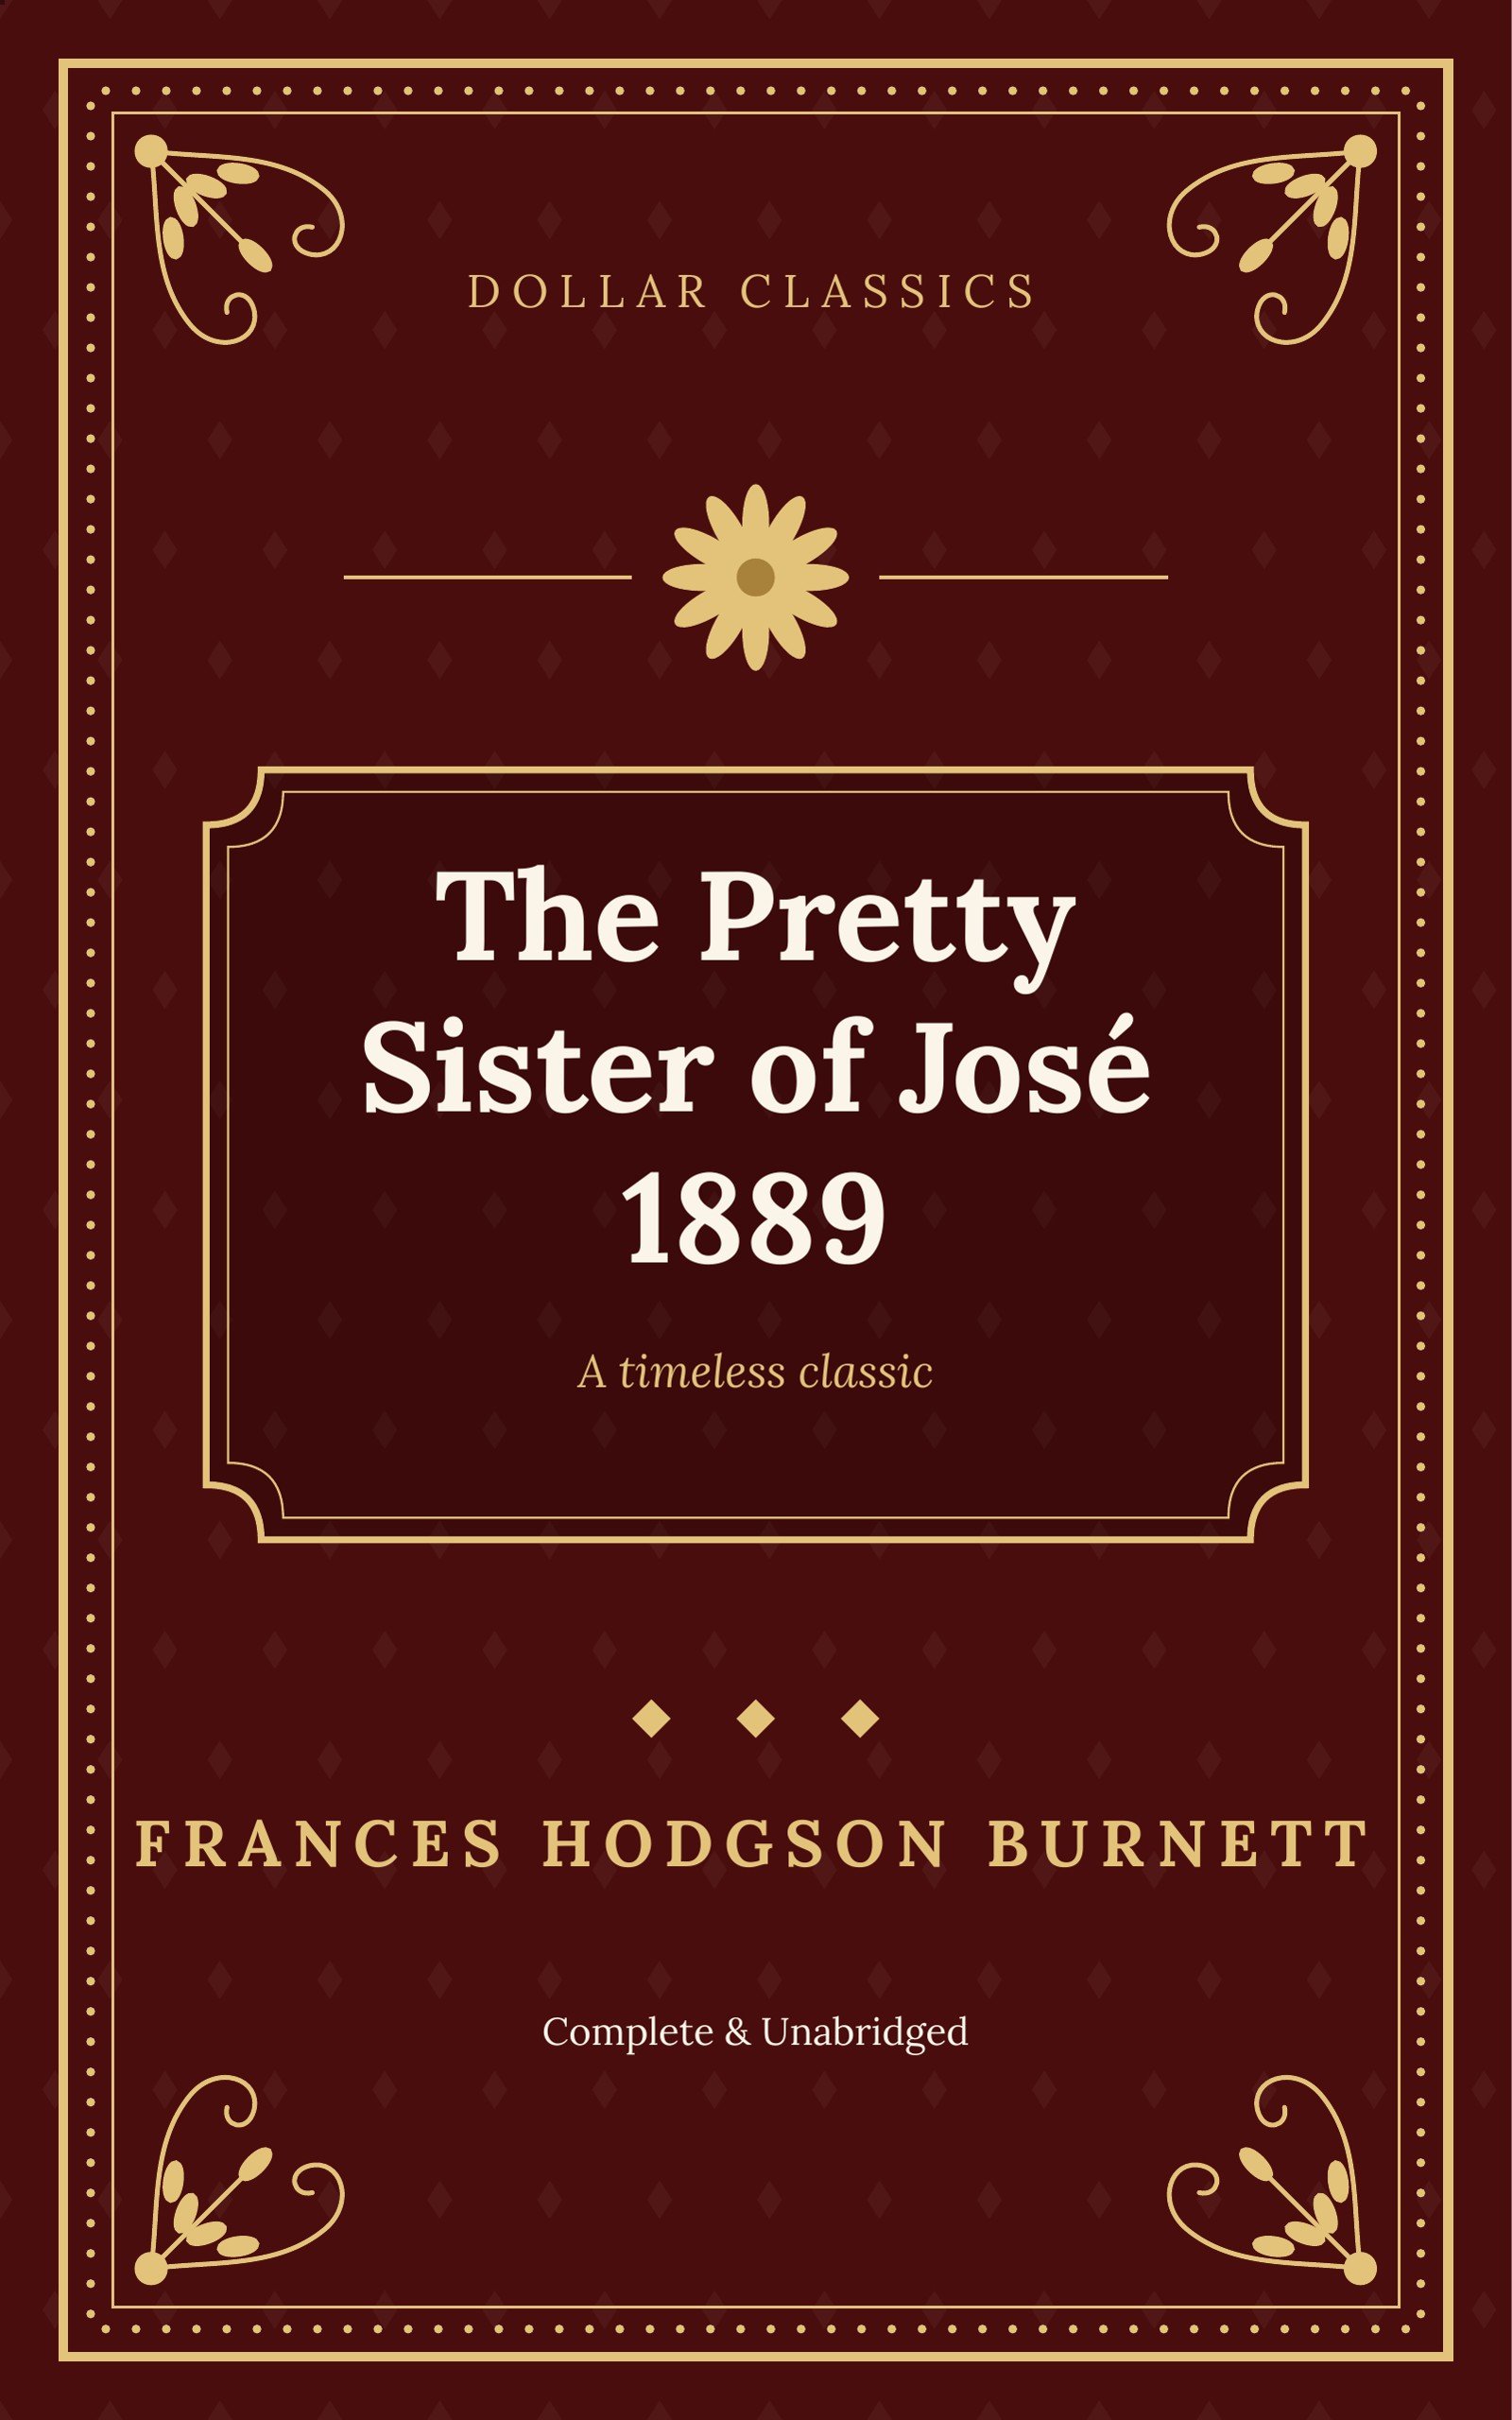 DOLLAR CLASSICS
The Pretty
Sister of José
1889
A timeless classic
FRANCES HODGSON BURNETT
Complete & Unabridged